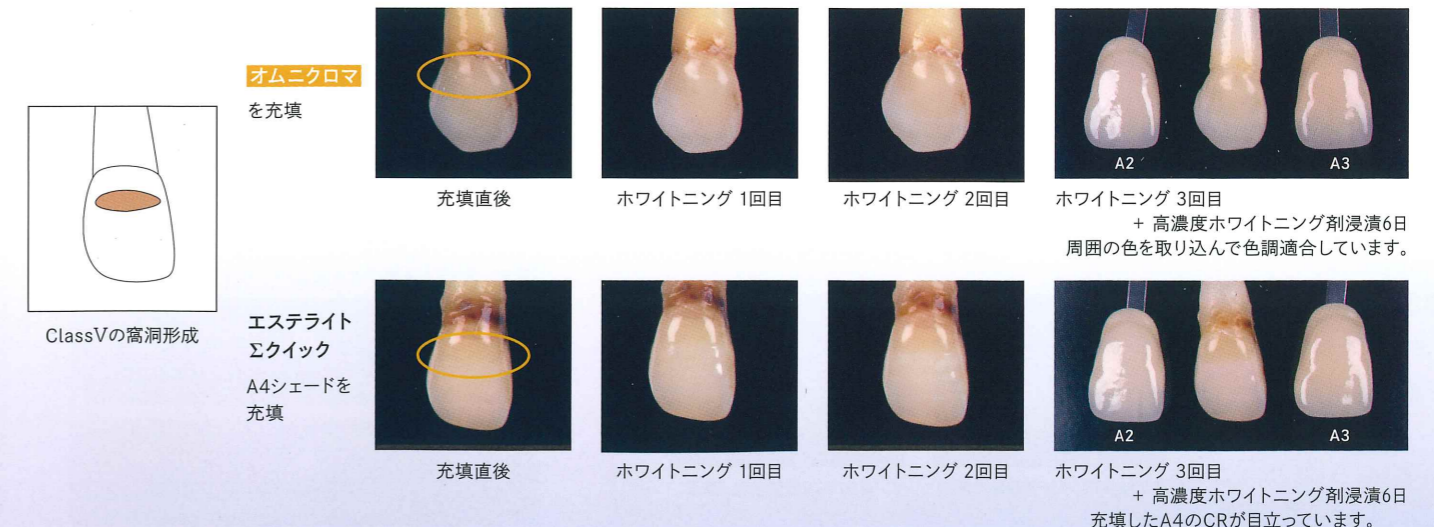 オムニクロマ
を充填
ClassVの窩洞形成
充填直後
ホワイトニング 1回目
ホワイトニング 2回目
A2
A3
ホワイトニング 3回目
+ 高濃度ホワイトニング剤浸漬6日
周囲の色を取り込んで色調適合しています。
エステライト
Σクイック
A4シェードを
充填
充填直後
ホワイトニング 1回目
ホワイトニング 2回目
A2
A3
ホワイトニング 3回目
+ 高濃度ホワイトニング剤浸漬6日
充填したA4のCRが目立っています。